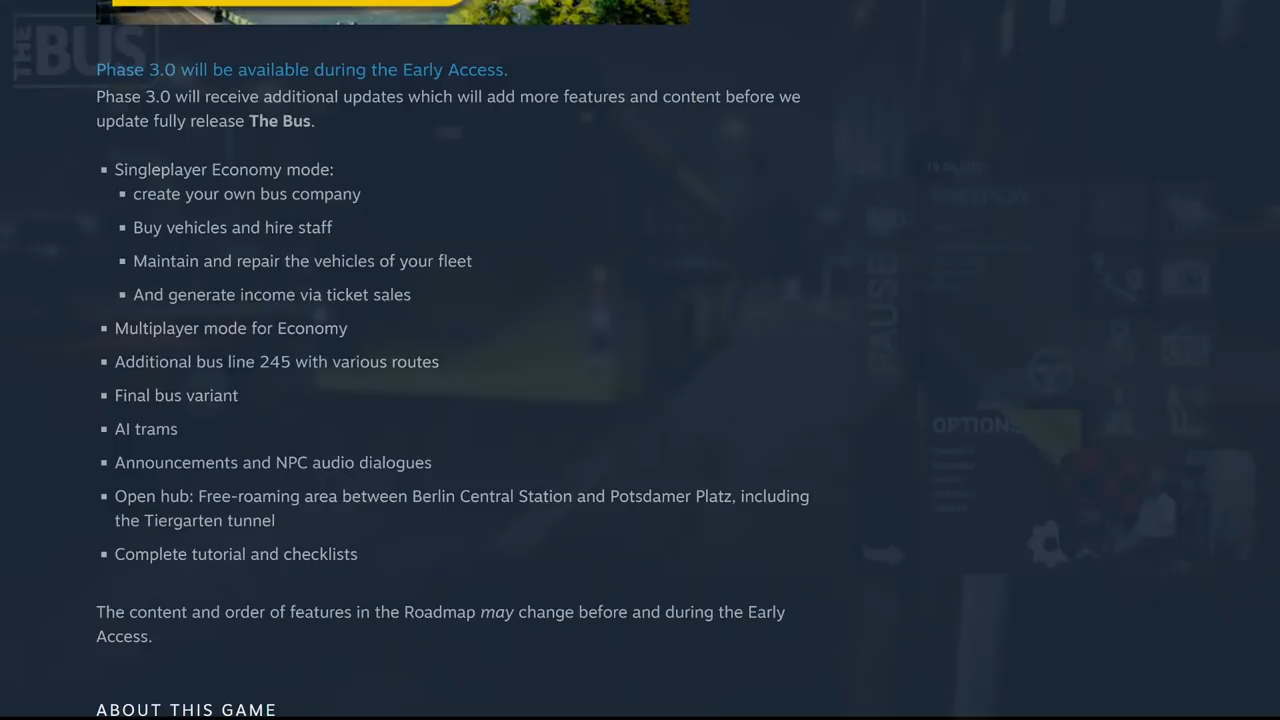 THE BUS
Phase 3.0 will be available during the Early Access.
Phase 3.0 will receive additional updates which will add more features and content before we
update fully release The Bus.
▪ Singleplayer Economy mode:
▪ create your own bus company
▪ Buy vehicles and hire staff
▪ Maintain and repair the vehicles of your fleet
▪ And generate income via ticket sales
▪ Multiplayer mode for Economy
▪ Additional bus line 245 with various routes
▪ Final bus variant
▪ AI trams
▪ Announcements and NPC audio dialogues
▪ Open hub: Free-roaming area between Berlin Central Station and Potsdamer Platz, including
the Tiergarten tunnel
▪ Complete tutorial and checklists
The content and order of features in the Roadmap may change before and during the Early
Access.
ABOUT THIS GAME
PAUSE
OPTIONS